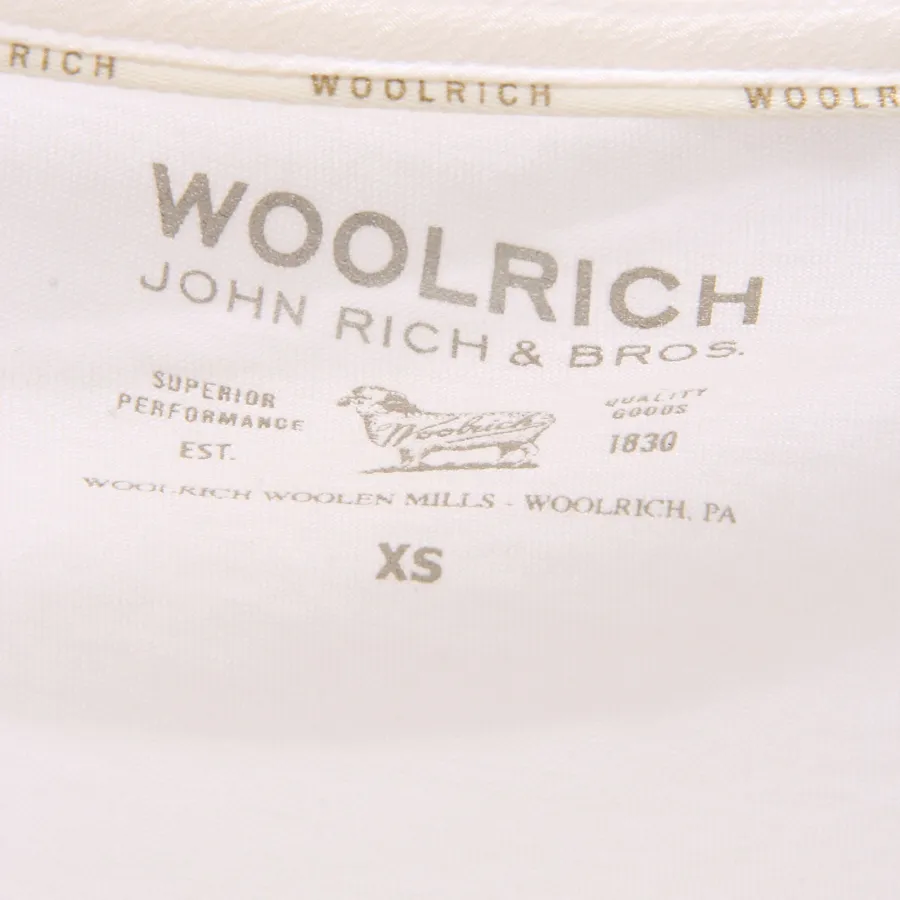 RICH WOOLRICH WOOLR
WOOLRICH
JOHN RICH & BROS.
SUPERIOR
PERFORMANCE
EST.
Woolrich
QUALITY
GOODS
1830
WOOLRICH WOOLEN MILLS - WOOLRICH, PA
XS